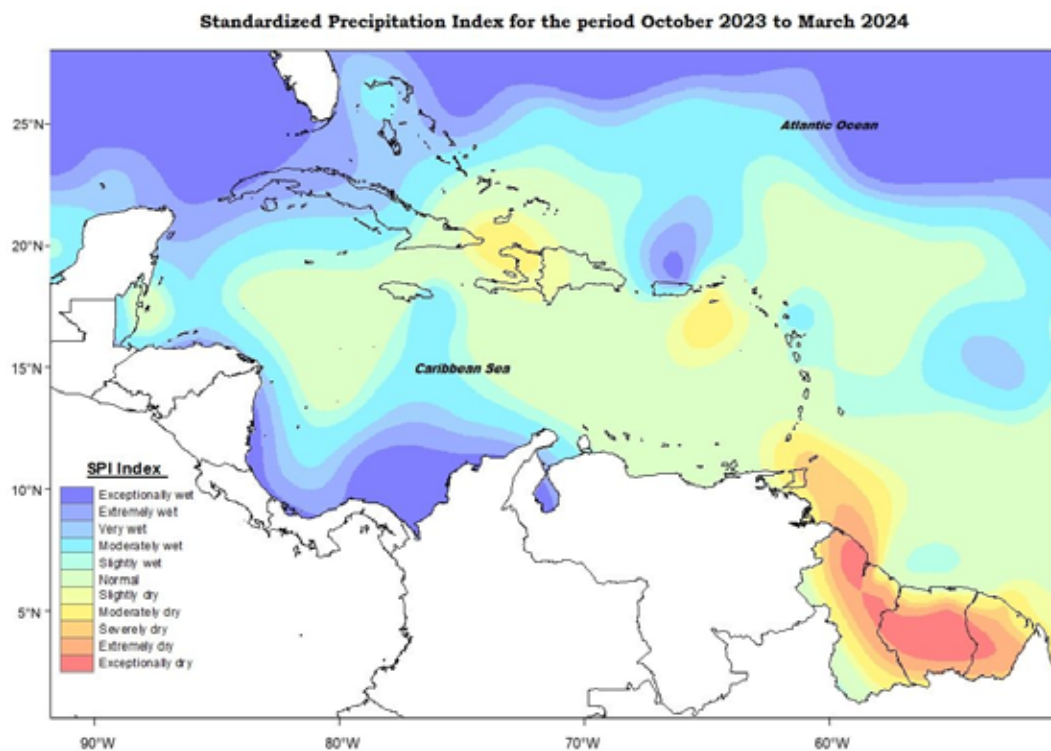 Standardized Precipitation Index for the period October 2023 to March 2024
25°N
20°N
15°N
10°N
5°N
Atlantic Ocean
Caribbean Sea
SPI Index
Exceptionally wet
Extremely wet
Very wet
Moderately wet
Slightly wet
Normal
Slightly dry
Moderately dry
Severely dry
Extremely dry
Exceptionally dry
90°W
80°W
70°W
60°W